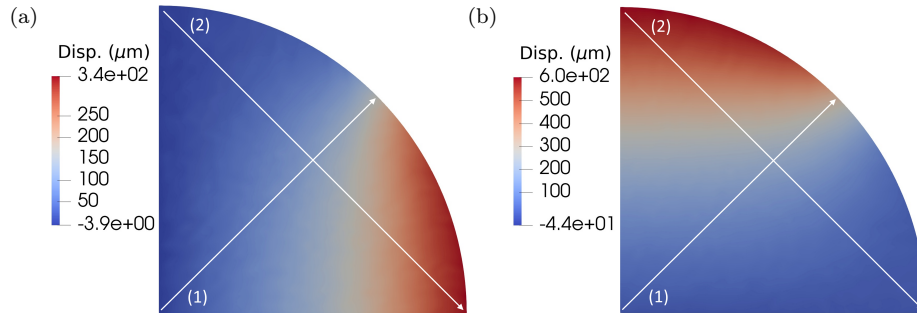 (a)
Disp. (μm)
3.4e+02
250
200
150
100
50
-3.9e+00
(2)
(1)
(b)
Disp. (μm)
6.0e+02
500
400
300
200
100
-4.4e+01
(2)
(1)